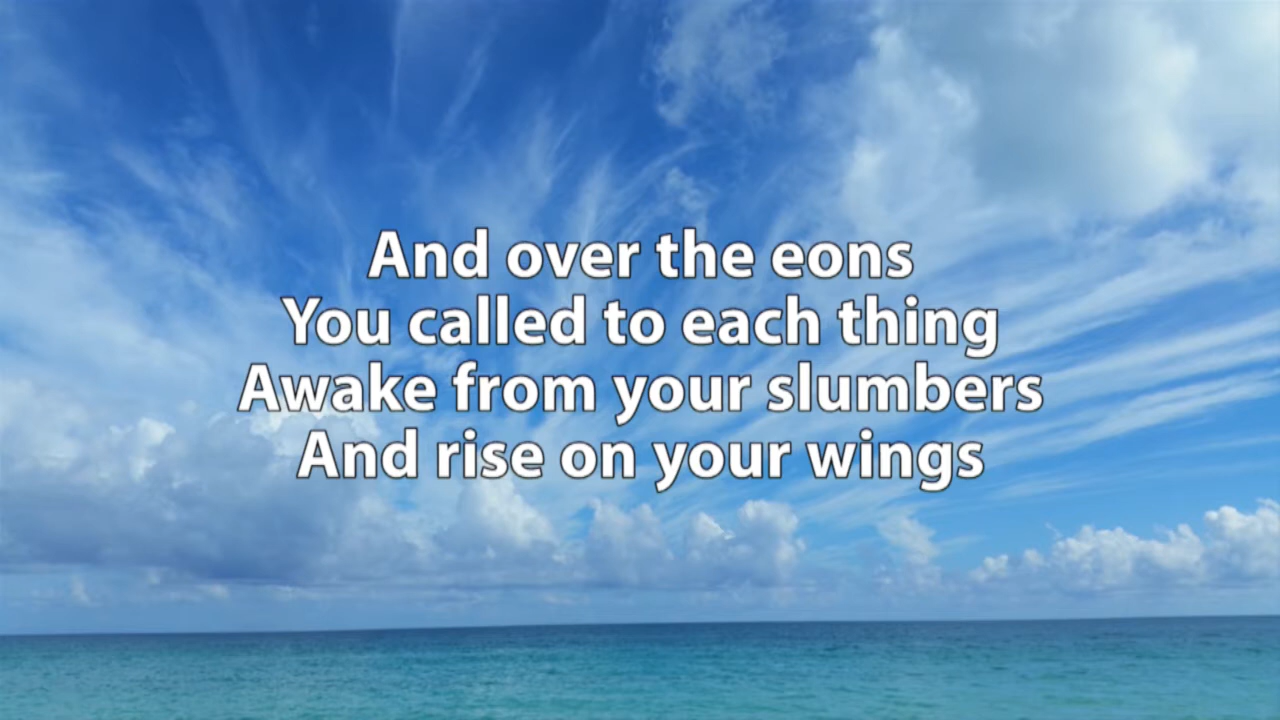 And over the eons
You called to each thing
Awake from your slumbers
And rise on your wings